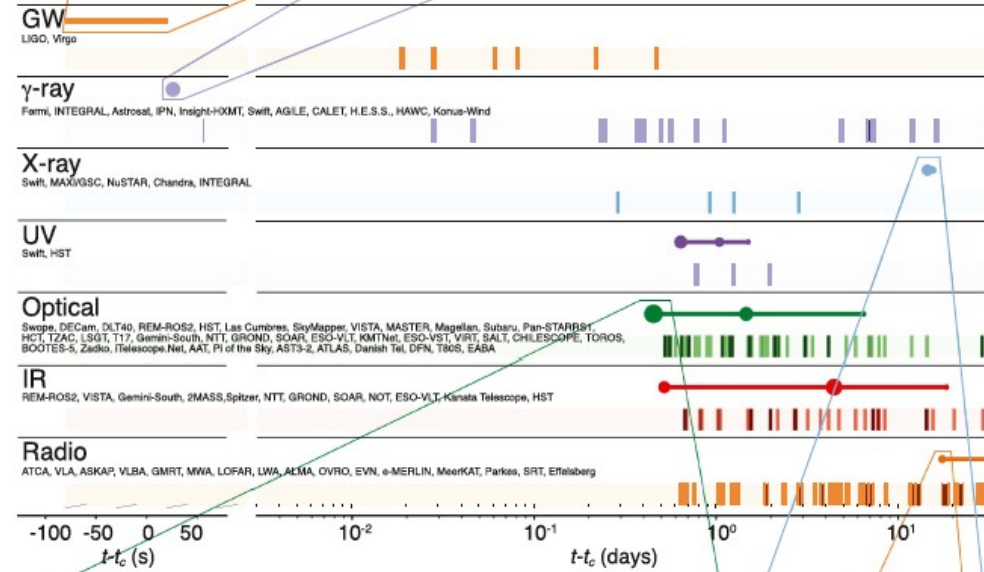 GW
LIGO, Virgo
γ-ray
Fermi, INTEGRAL, Astrosat, IPN, Insight-HXMT, Swift, AGILE, CALET, H.E.S.S., HAWC, Konus-Wind
X-ray
Swift, MAXI/GSC, NuSTAR, Chandra, INTEGRAL
UV
Swift, HST
Optical
Swope, DECam, DLT40, REM-ROS2, HST, Las Cumbres, SkyMapper, VISTA, MASTER, Magellan, Subaru, Pan-STARRS1,
HCT, TZAC, LSGT, T17, Gemini-South, NTT, GROND, SOAR, ESO-VLT, KMTNet, ESO-VST, VIRT, SALT, CHILESCOPE, TOROS,
BOOTES-5, Zadko, iTelescope.Net, AAT, Pi of the Sky, AST3-2, ATLAS, Danish Tel, DFN, T80S, EABA
IR
REM-ROS2, VISTA, Gemini-South, 2MASS,Spitzer, NTT, GROND, SOAR, NOT, ESO-VLT, Kanata Telescope, HST
Radio
ATCA, VLA, ASKAP, VLBA, GMRT, MWA, LOFAR, LWA, ALMA, OVRO, EVN, e-MERLIN, MeerKAT, Parkes, SRT, Effelsberg
-100 -50 0 50 10⁻² 10⁻¹ 10⁰ 10¹
t-t_c (s) t-t_c (days)